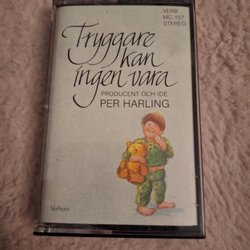 VERB
MC-107
STEREO
Tryggare
kan
ingen vara
PRODUCENT OCH IDÉ
PER HARLING
Verbum